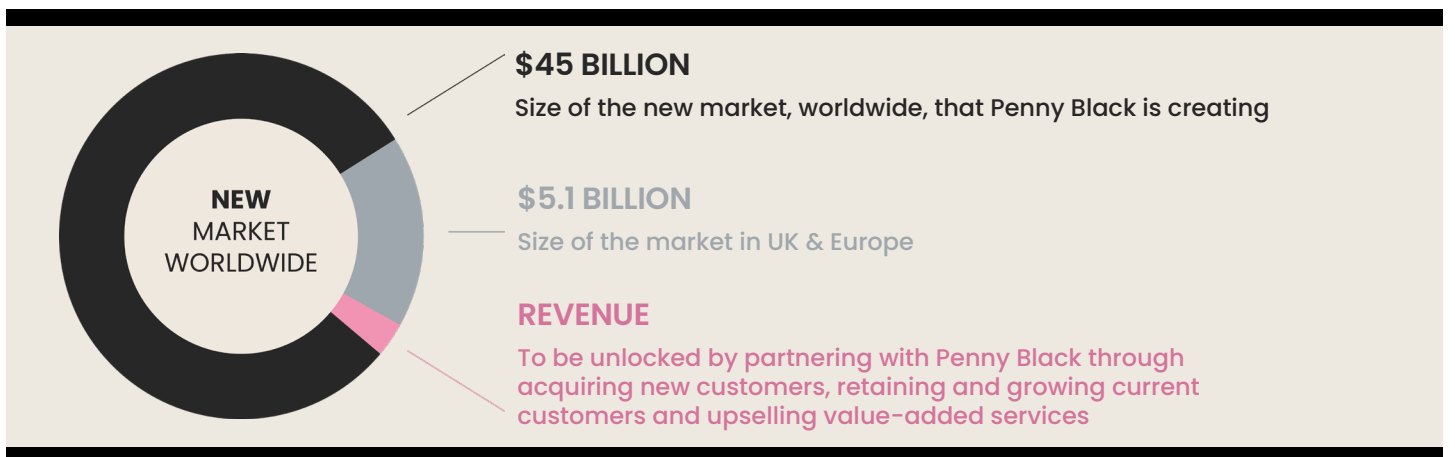 NEW
MARKET
WORLDWIDE
$45 BILLION
Size of the new market, worldwide, that Penny Black is creating
$5.1 BILLION
Size of the market in UK & Europe
REVENUE
To be unlocked by partnering with Penny Black through
acquiring new customers, retaining and growing current
customers and upselling value-added services